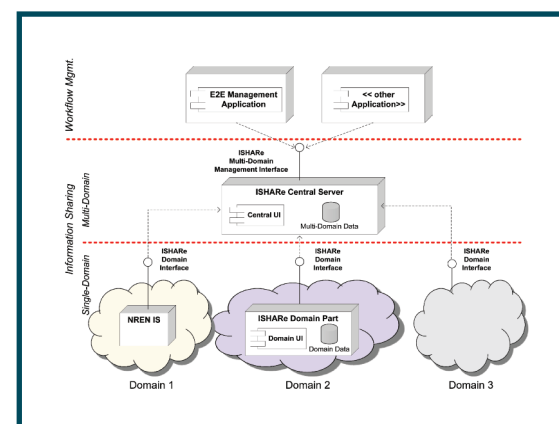 Workflow Mgmt.
E2E Management
Application
<< other
Application>>
ISHARe
Multi-Domain
Management Interface
Information Sharing
Multi-Domain
ISHARe Central Server
Central UI
Multi-Domain Data
ISHARe
Domain
Interface
ISHARe
Domain
Interface
ISHARe
Domain
Interface
Single-Domain
NREN IS
ISHARe Domain Part
Domain UI
Domain Data
Domain 1
Domain 2
Domain 3